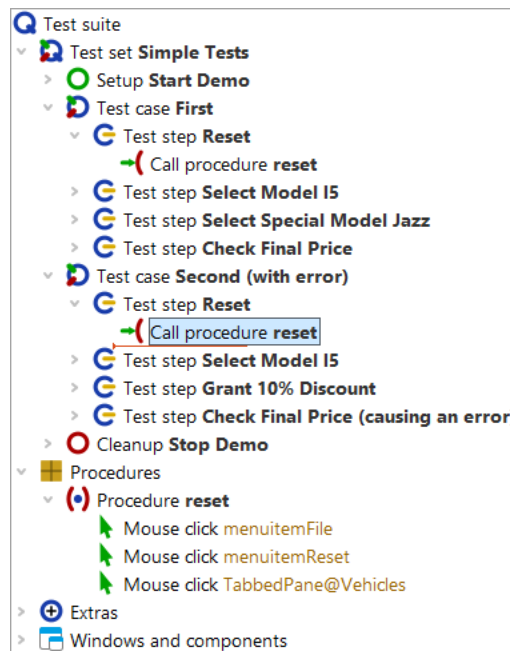 Test suite
Test set Simple Tests
Setup Start Demo
Test case First
Test step Reset
Call procedure reset
Test step Select Model I5
Test step Select Special Model Jazz
Test step Check Final Price
Test case Second (with error)
Test step Reset
Call procedure reset
Test step Select Model I5
Test step Grant 10% Discount
Test step Check Final Price (causing an error
Cleanup Stop Demo
Procedures
Procedure reset
Mouse click menuitemFile
Mouse click menuitemReset
Mouse click TabbedPane@Vehicles
Extras
Windows and components